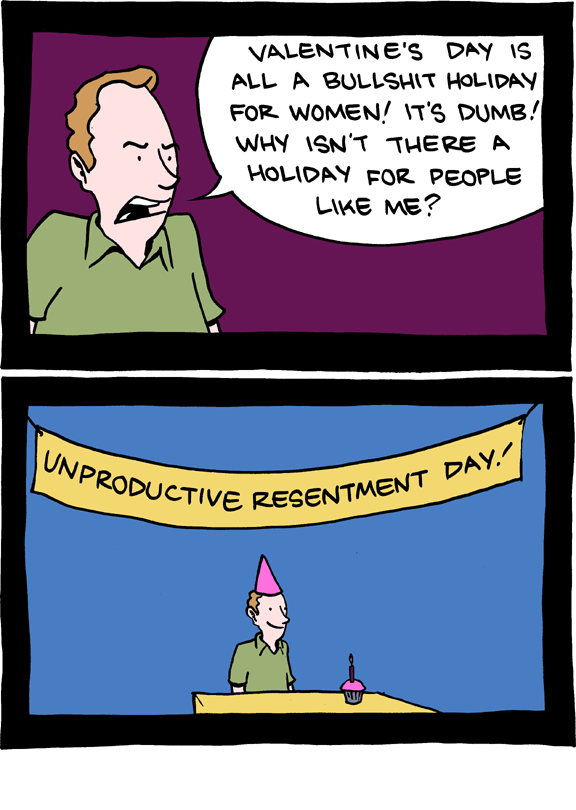 VALENTINE'S DAY IS
ALL A BULLSHIT HOLIDAY
FOR WOMEN! IT'S DUMB!
WHY ISN'T THERE A
HOLIDAY FOR PEOPLE
LIKE ME?
UNPRODUCTIVE RESENTMENT DAY!